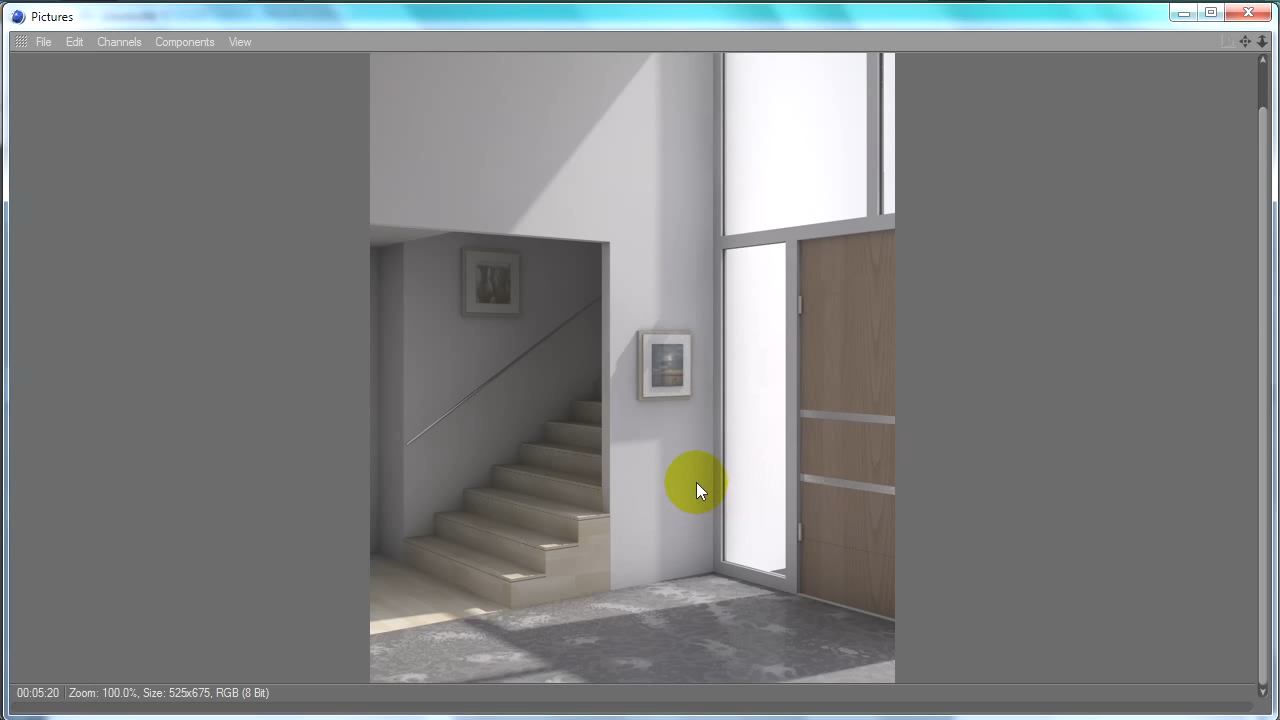 Pictures
File Edit Channels Components View
00:05:20 Zoom: 100.0%, Size: 525x675, RGB (8 Bit)